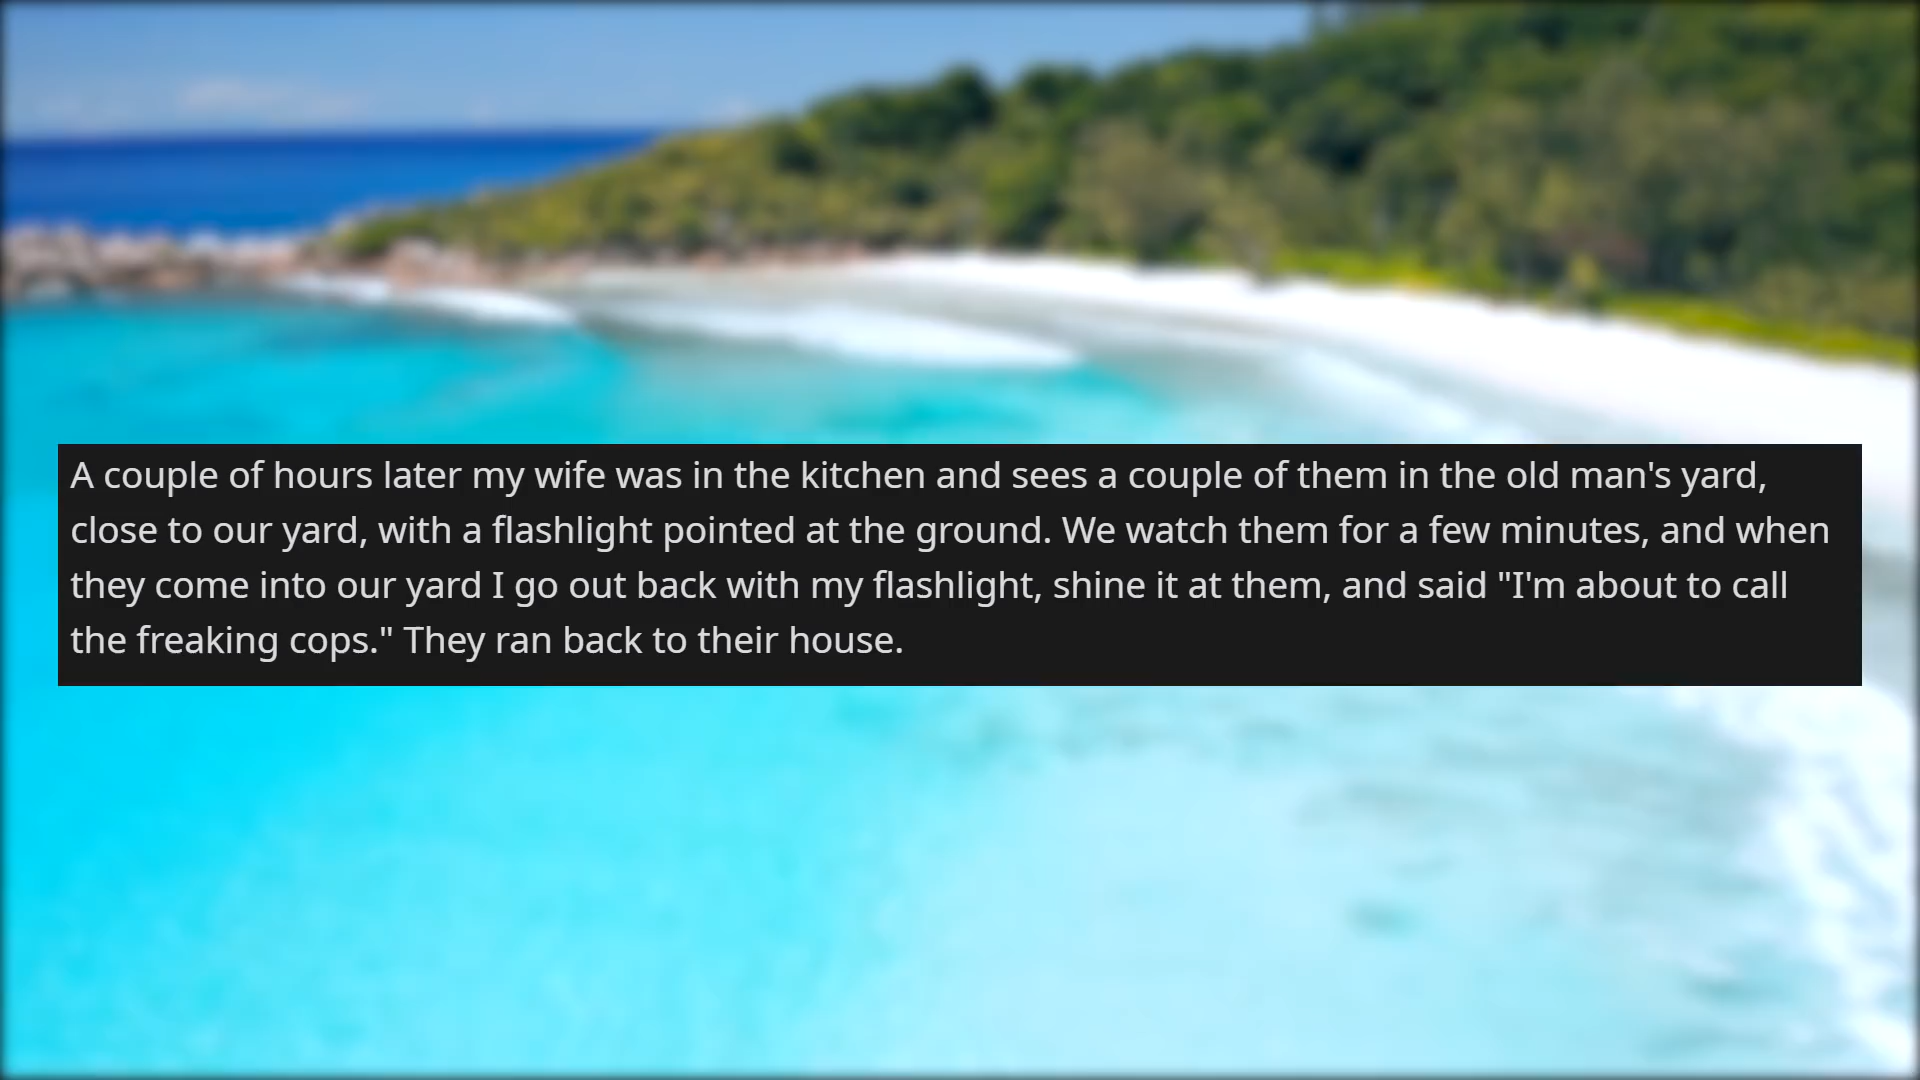 A couple of hours later my wife was in the kitchen and sees a couple of them in the old man's yard,
close to our yard, with a flashlight pointed at the ground. We watch them for a few minutes, and when
they come into our yard I go out back with my flashlight, shine it at them, and said "I'm about to call
the freaking cops." They ran back to their house.